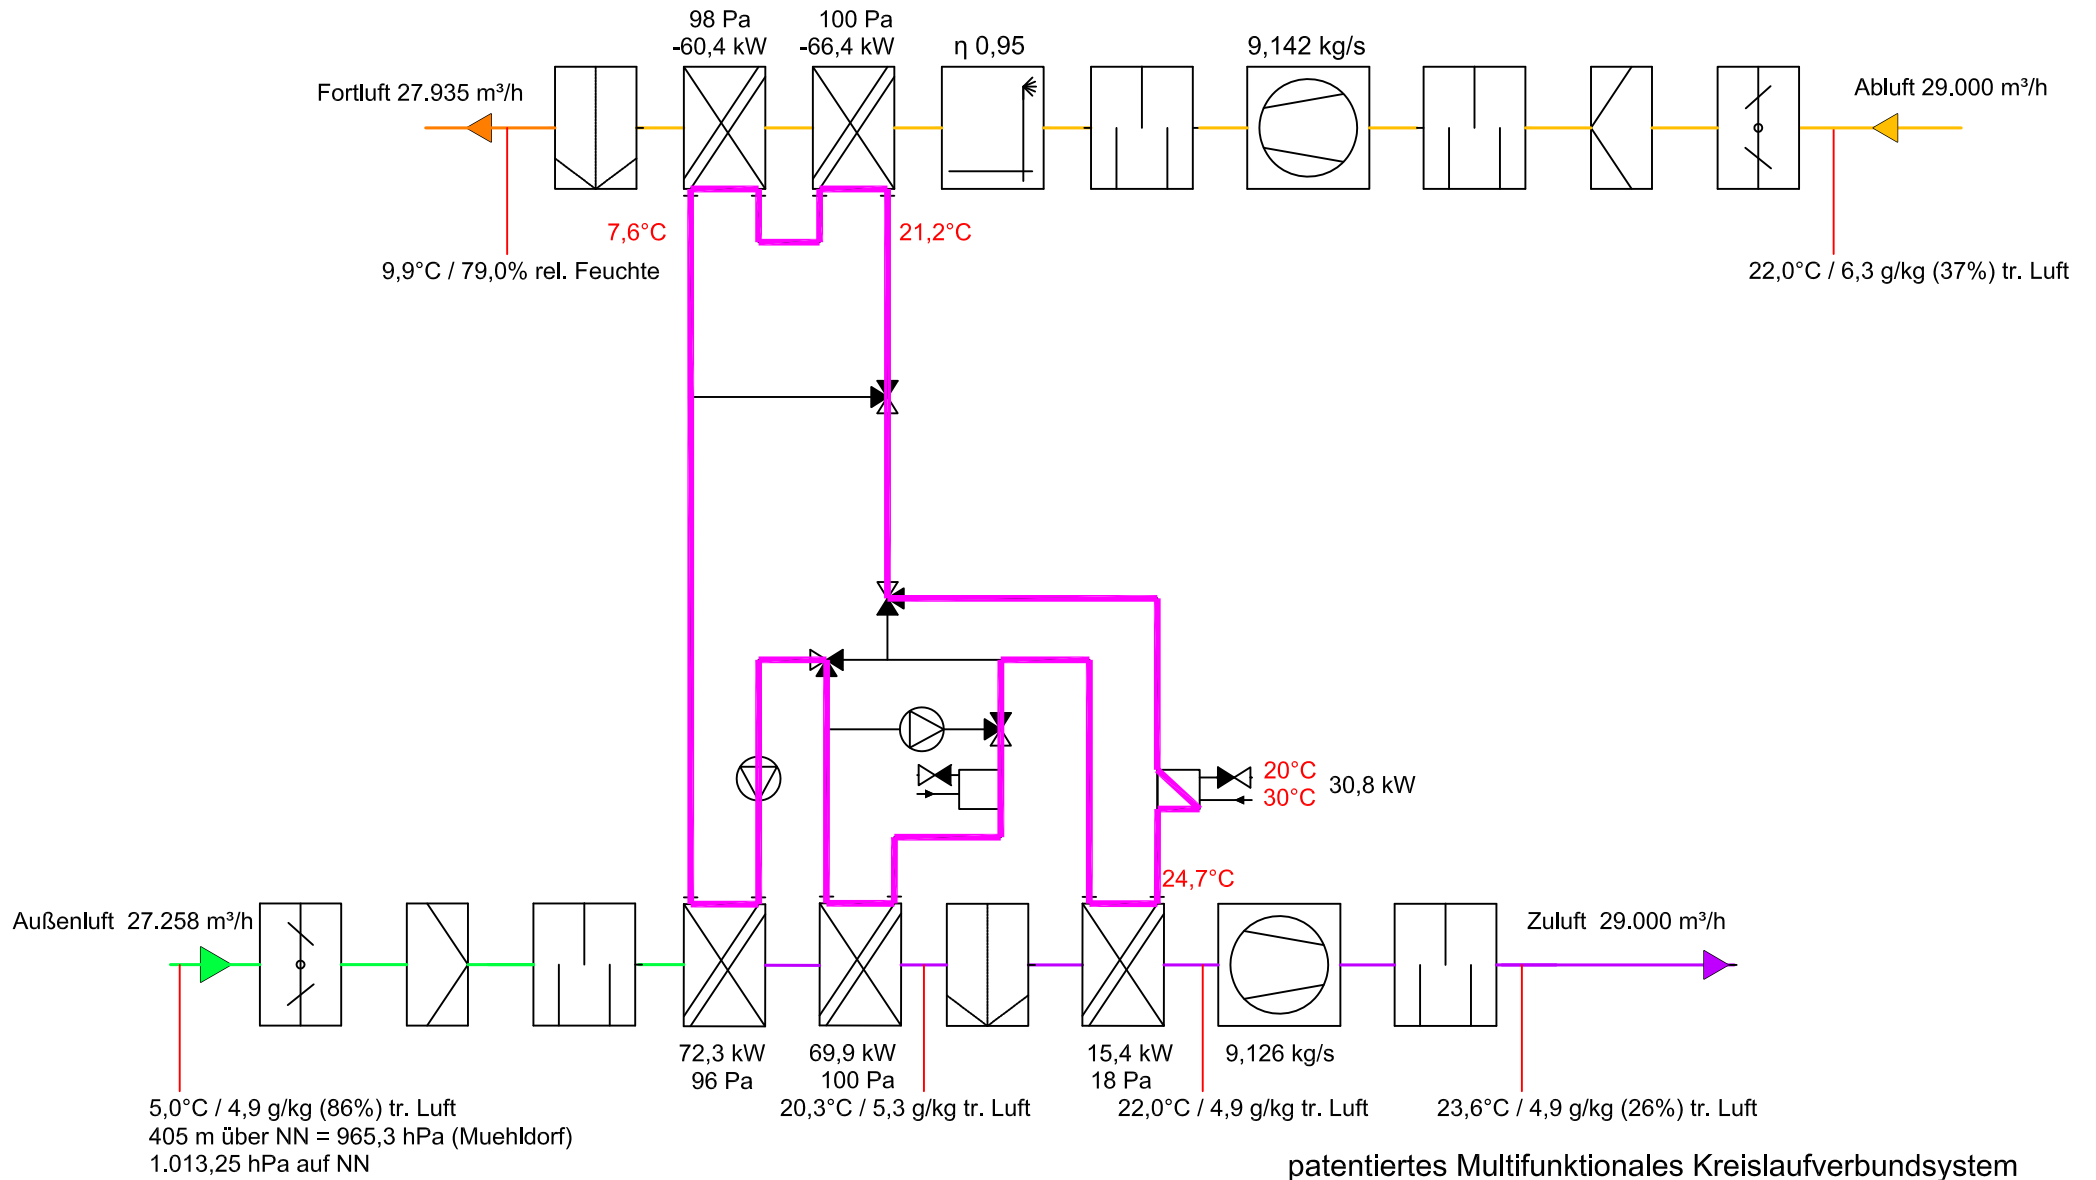 98 Pa
-60,4 kW
100 Pa
-66,4 kW
η 0,95
9,142 kg/s
Fortluft 27.935 m³/h
Abluft 29.000 m³/h
7,6°C
21,2°C
9,9°C / 79,0% rel. Feuchte
22,0°C / 6,3 g/kg (37%) tr. Luft
20°C
30°C
30,8 kW
24,7°C
Außenluft 27.258 m³/h
Zuluft 29.000 m³/h
72,3 kW
96 Pa
69,9 kW
100 Pa
15,4 kW
18 Pa
9,126 kg/s
5,0°C / 4,9 g/kg (86%) tr. Luft
405 m über NN = 965,3 hPa (Muehldorf)
1.013,25 hPa auf NN
20,3°C / 5,3 g/kg tr. Luft
22,0°C / 4,9 g/kg tr. Luft
23,6°C / 4,9 g/kg (26%) tr. Luft
patentiertes Multifunktionales Kreislaufverbundsystem